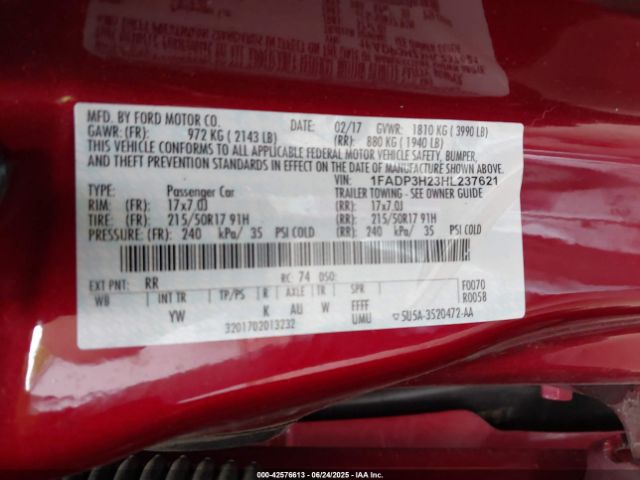 MFD. BY FORD MOTOR CO.
DATE: 02/17 GVWR: 1810 KG ( 3990 LB)
GAWR: (FR): 972 KG ( 2143 LB) (RR): 880 KG ( 1940 LB)
THIS VEHICLE CONFORMS TO ALL APPLICABLE FEDERAL MOTOR VEHICLE SAFETY, BUMPER,
AND THEFT PREVENTION STANDARDS IN EFFECT ON THE DATE OF MANUFACTURE SHOWN ABOVE.
VIN: 1FADP3H23HL237621
TYPE: Passenger Car TRAILER TOWING - SEE OWNER GUIDE
RIM: (FR): 17x7.0J (RR): 17x7.0J
TIRE: (FR): 215/50R17 91H (RR): 215/50R17 91H
PRESSURE: (FR): 240 kPa/ 35 PSI COLD (RR): 240 kPa/ 35 PSI COLD
EXT PNT: RR RC: 74 DSO: F0070
WB INT TR TP/PS R AXLE TR SPR R0058
YW K AU W FFFF
3201702013232 UMU 5U5A-3520472-AA
000-42576613 - 06/24/2025 - IAA Inc.